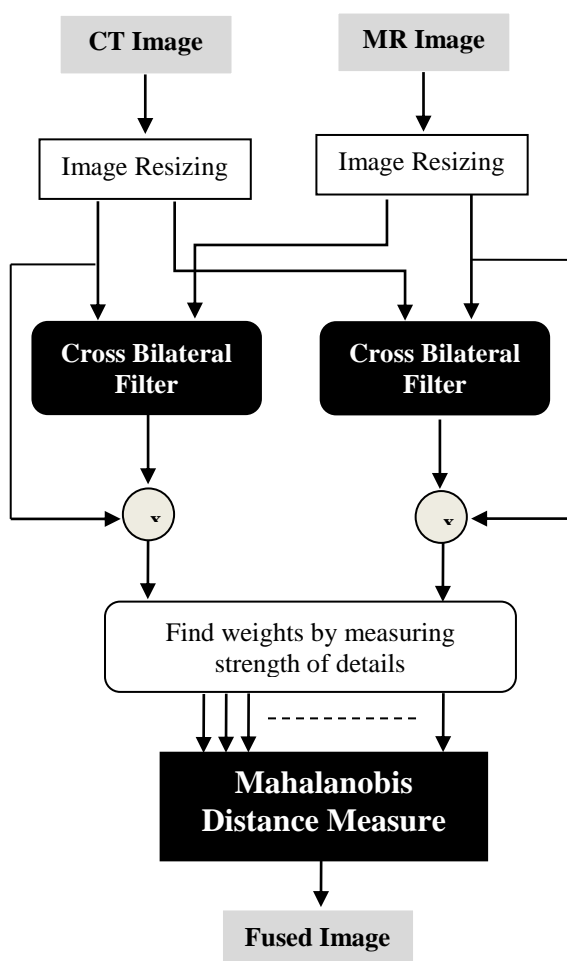 CT Image
MR Image
Image Resizing
Image Resizing
Cross Bilateral
Filter
Cross Bilateral
Filter
Find weights by measuring
strength of details
Mahalanobis
Distance Measure
Fused Image